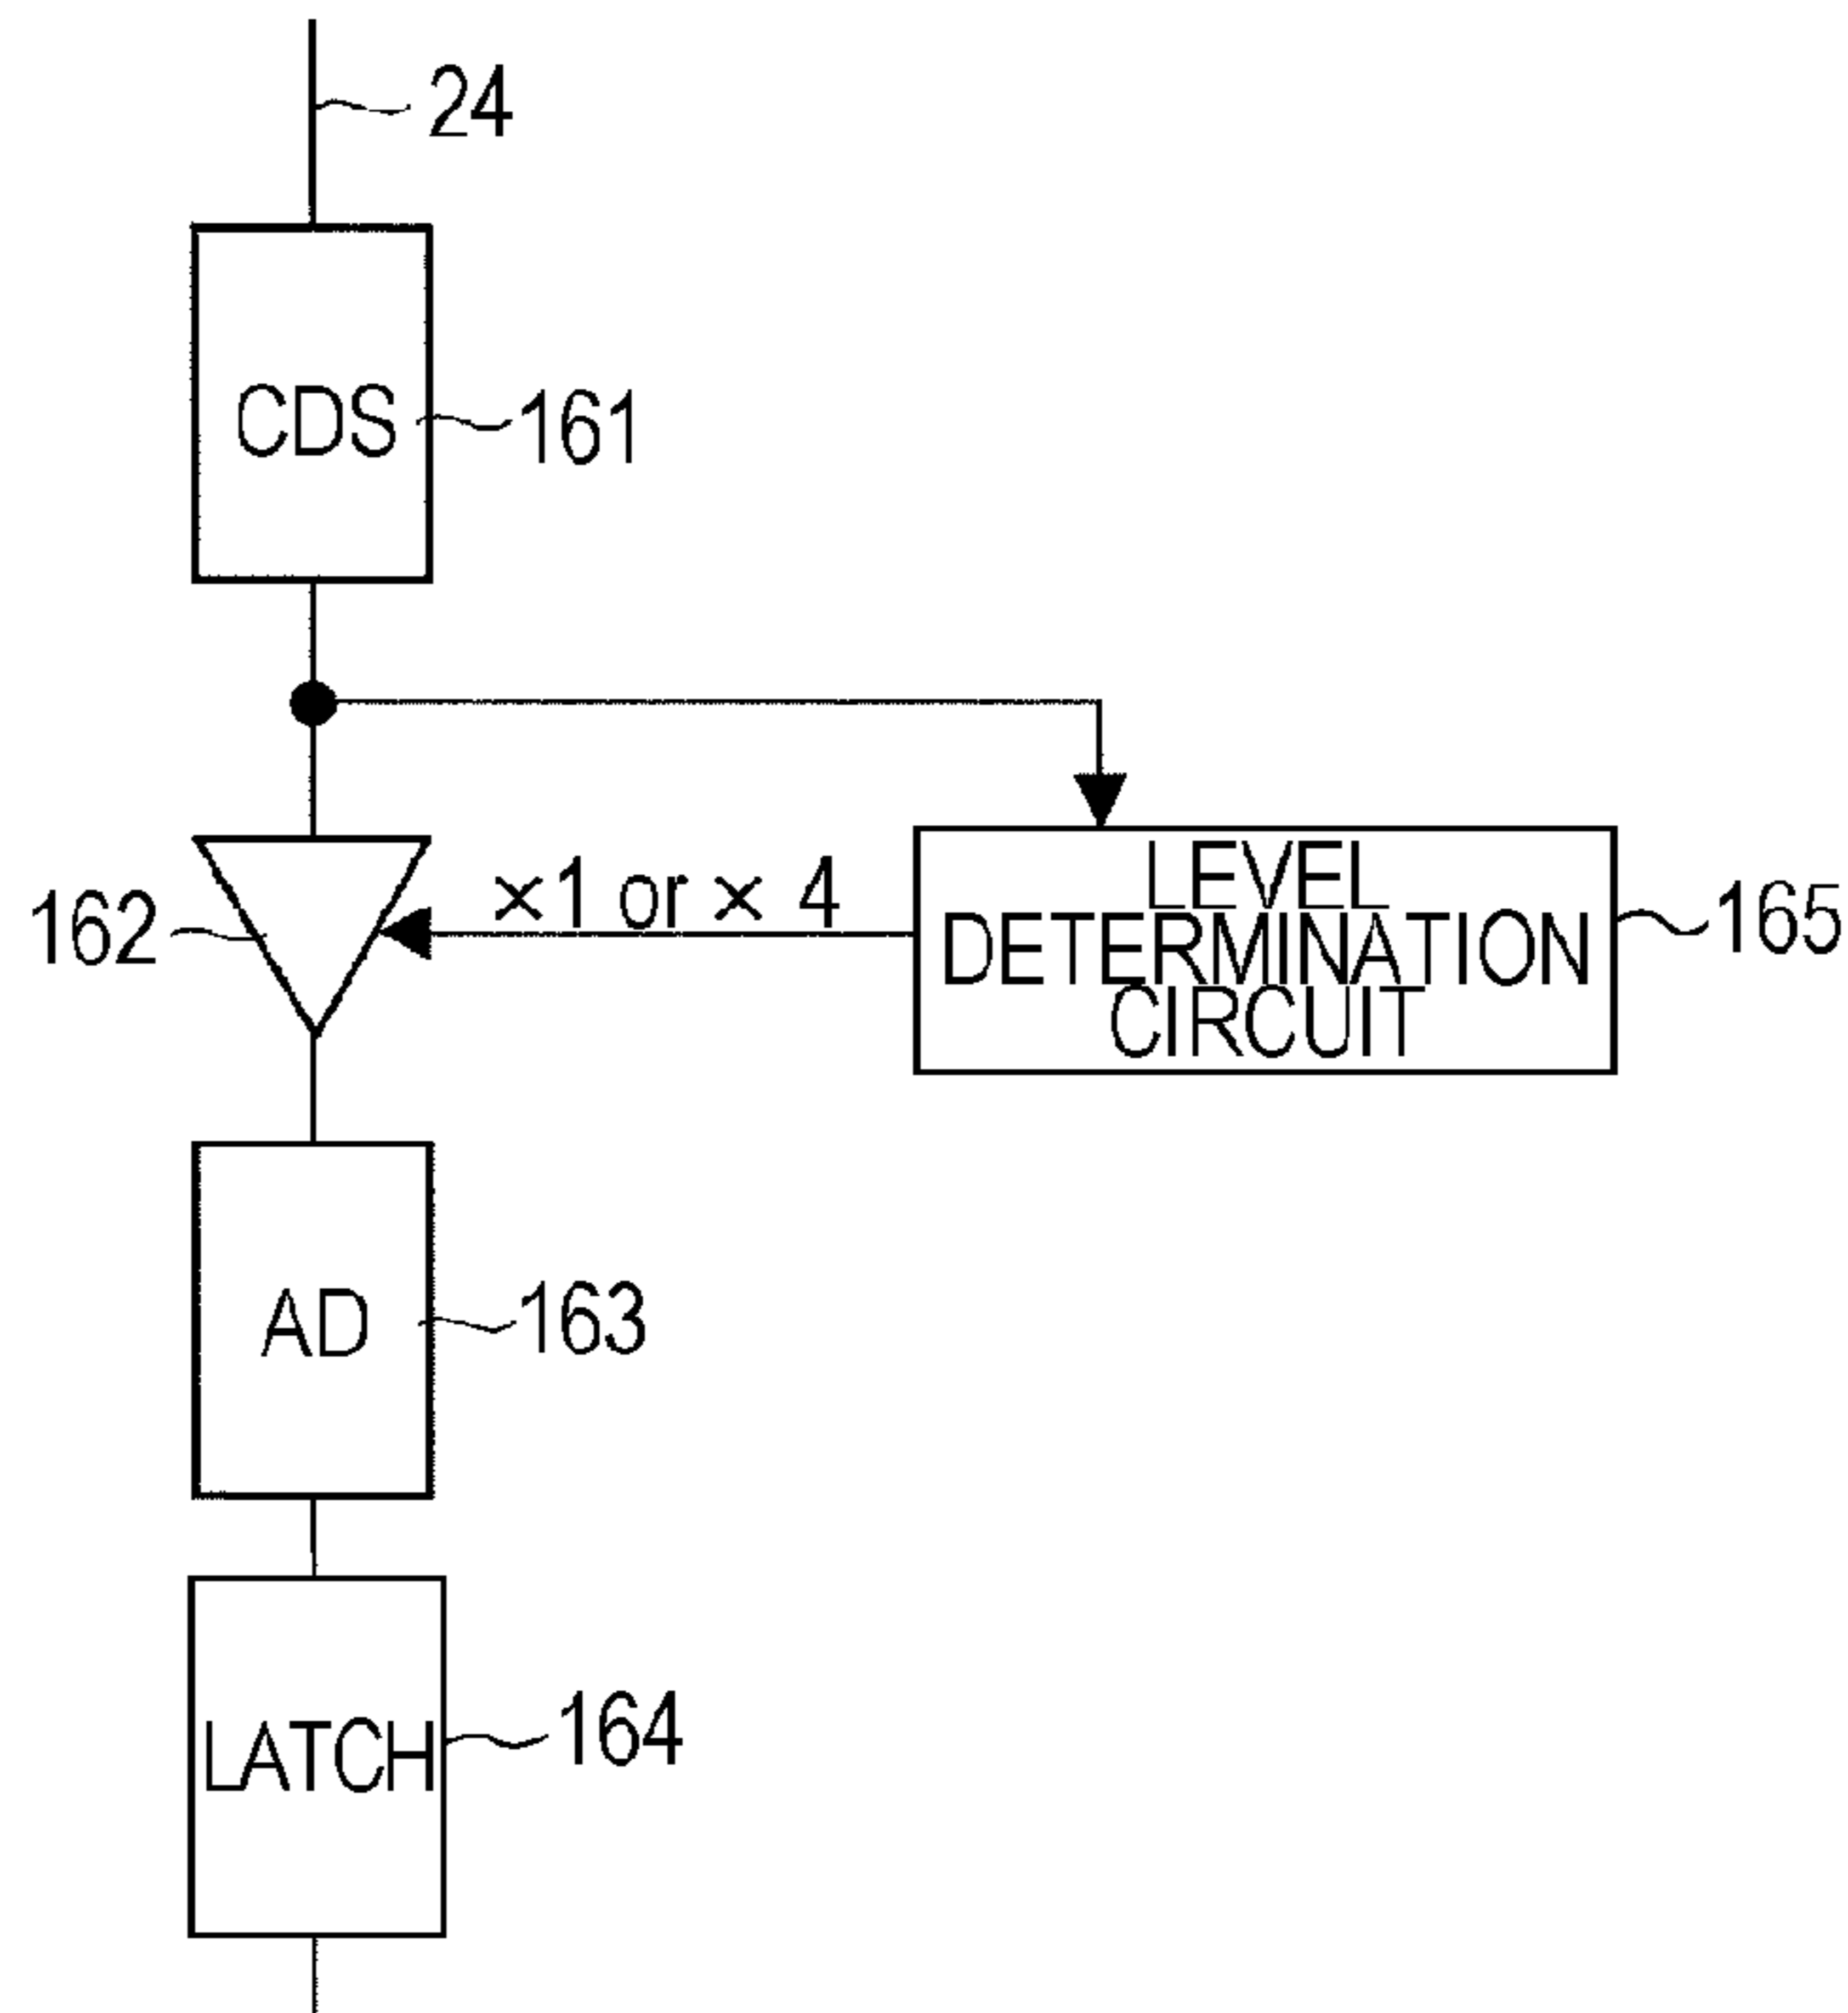 24
CDS
161
162
×1 or × 4
LEVEL
DETERMINATION
CIRCUIT
165
AD
163
LATCH
164